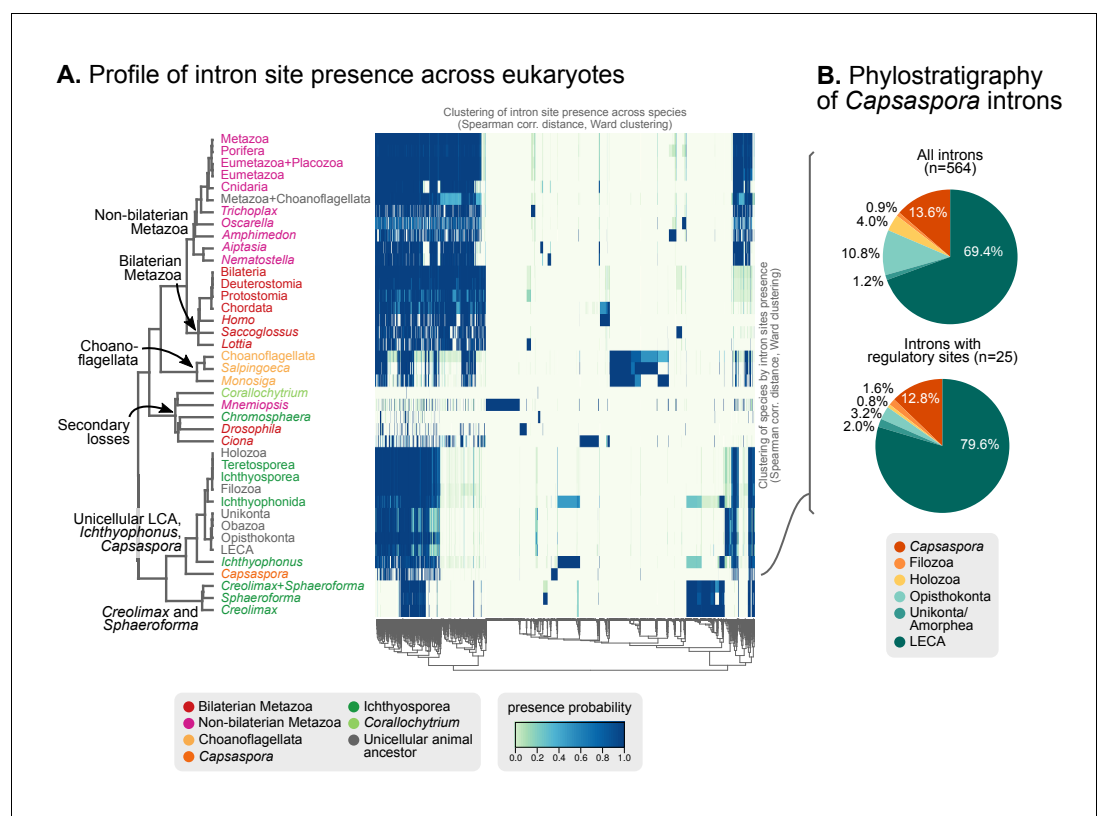 A. Profile of intron site presence across eukaryotes
Clustering of intron site presence across species
(Spearman corr. distance, Ward clustering)
Metazoa
Porifera
Eumetazoa+Placozoa
Eumetazoa
Cnidaria
Metazoa+Choanoflagellata
Trichoplax
Oscarella
Amphimedon
Aiptasia
Nematostella
Bilateria
Deuterostomia
Protostomia
Chordata
Homo
Saccoglossus
Lottia
Choanoflagellata
Salpingoeca
Monosiga
Corallochytrium
Mnemiopsis
Chromosphaera
Drosophila
Ciona
Holozoa
Teretosporea
Ichthyosporea
Filozoa
Ichthyophonida
Unikonta
Obazoa
Opisthokonta
LECA
Ichthyophonus
Capsaspora
Creolimax+Sphaeroforma
Sphaeroforma
Creolimax
Non-bilaterian
Metazoa
Bilaterian
Metazoa
Choano-
flagellata
Secondary
losses
Unicellular LCA,
Ichthyophonus,
Capsaspora
Creolimax and
Sphaeroforma
Clustering of species by intron sites presence
(Spearman corr. distance, Ward clustering)
Bilaterian Metazoa
Non-bilaterian Metazoa
Choanoflagellata
Capsaspora
Ichthyosporea
Corallochytrium
Unicellular animal
ancestor
presence probability
0.0 0.2 0.4 0.6 0.8 1.0
B. Phylostratigraphy
of Capsaspora introns
All introns
(n=564)
0.9%
4.0%
10.8%
1.2%
13.6%
69.4%
Introns with
regulatory sites (n=25)
1.6%
0.8%
3.2%
2.0%
12.8%
79.6%
Capsaspora
Filozoa
Holozoa
Opisthokonta
Unikonta/
Amorphea
LECA